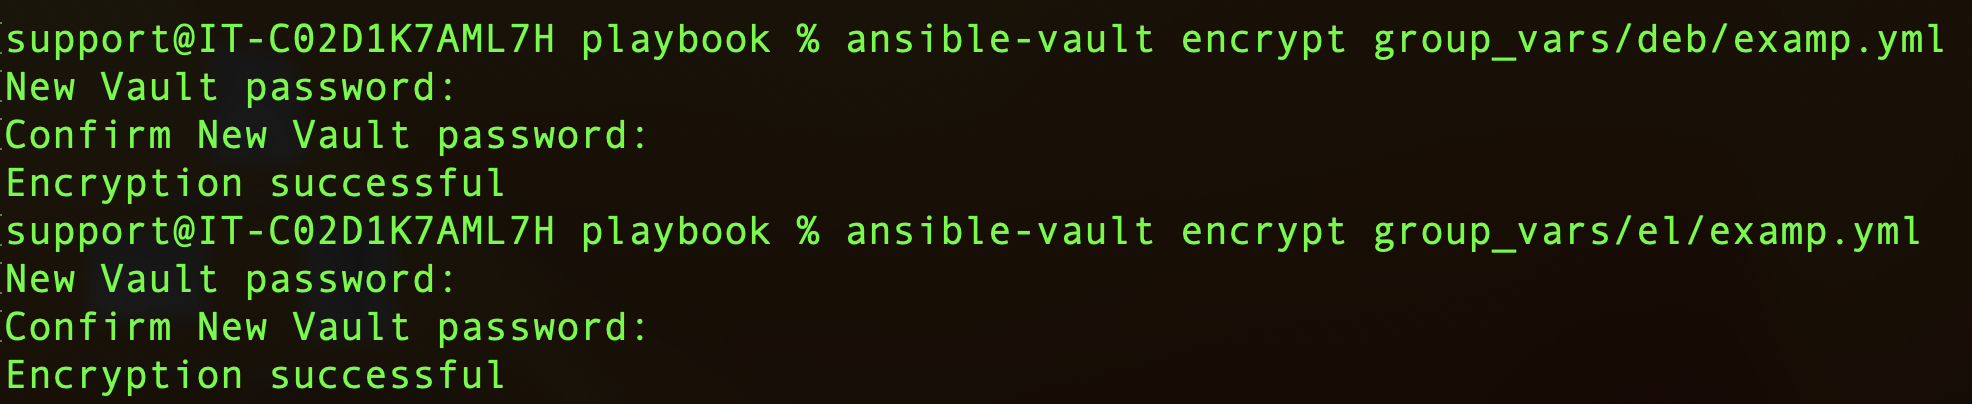 support@IT-C02D1K7AML7H playbook % ansible-vault encrypt group_vars/deb/examp.yml
New Vault password:
Confirm New Vault password:
Encryption successful
support@IT-C02D1K7AML7H playbook % ansible-vault encrypt group_vars/el/examp.yml
New Vault password:
Confirm New Vault password:
Encryption successful